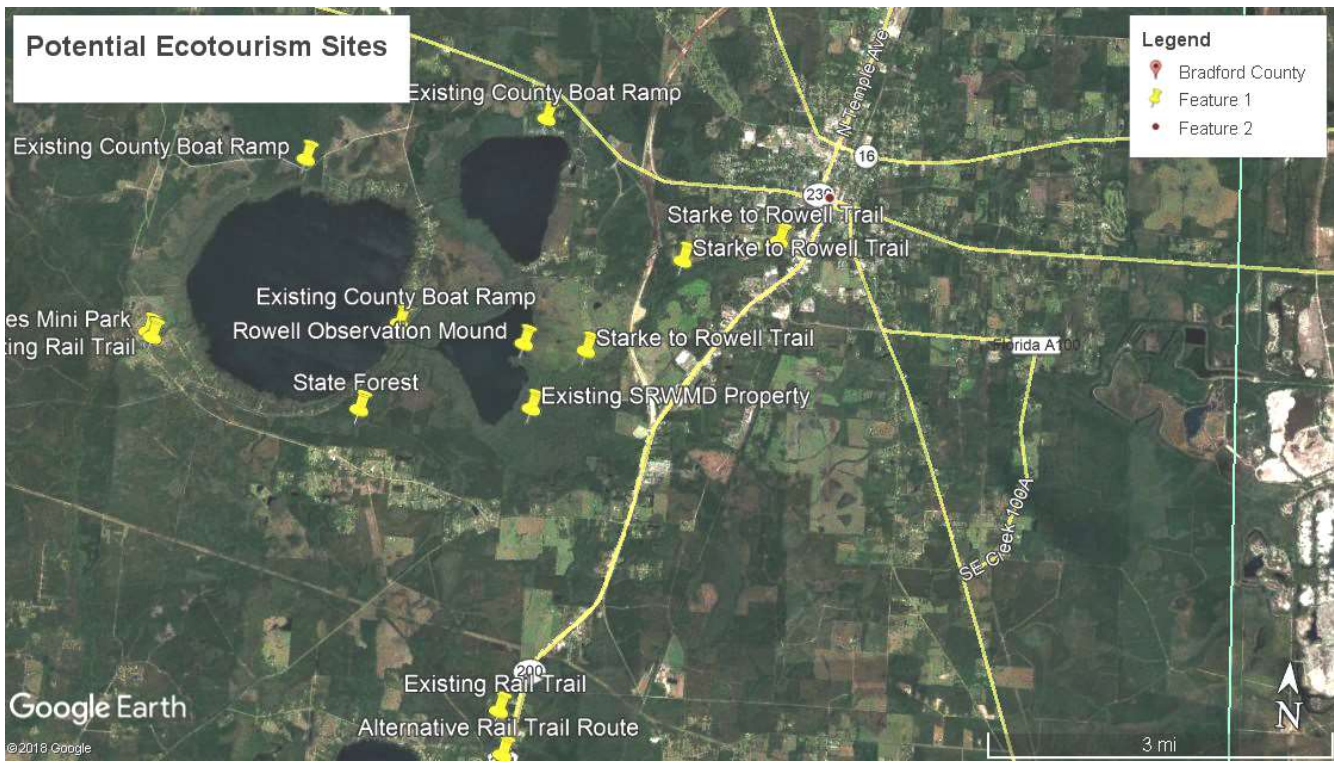 Potential Ecotourism Sites
Legend
Bradford County
Feature 1
Feature 2
N Temple Ave
16
Existing County Boat Ramp
Existing County Boat Ramp
Starke to Rowell Trail
Starke to Rowell Trail
Existing County Boat Ramp
es Mini Park
Rowell Observation Mound
Starke to Rowell Trail
ting Rail Trail
Florida A100
State Forest
Existing SRWMD Property
SE Creek 100A
200
Existing Rail Trail
Alternative Rail Trail Route
Google Earth
©2018 Google
N
3 mi